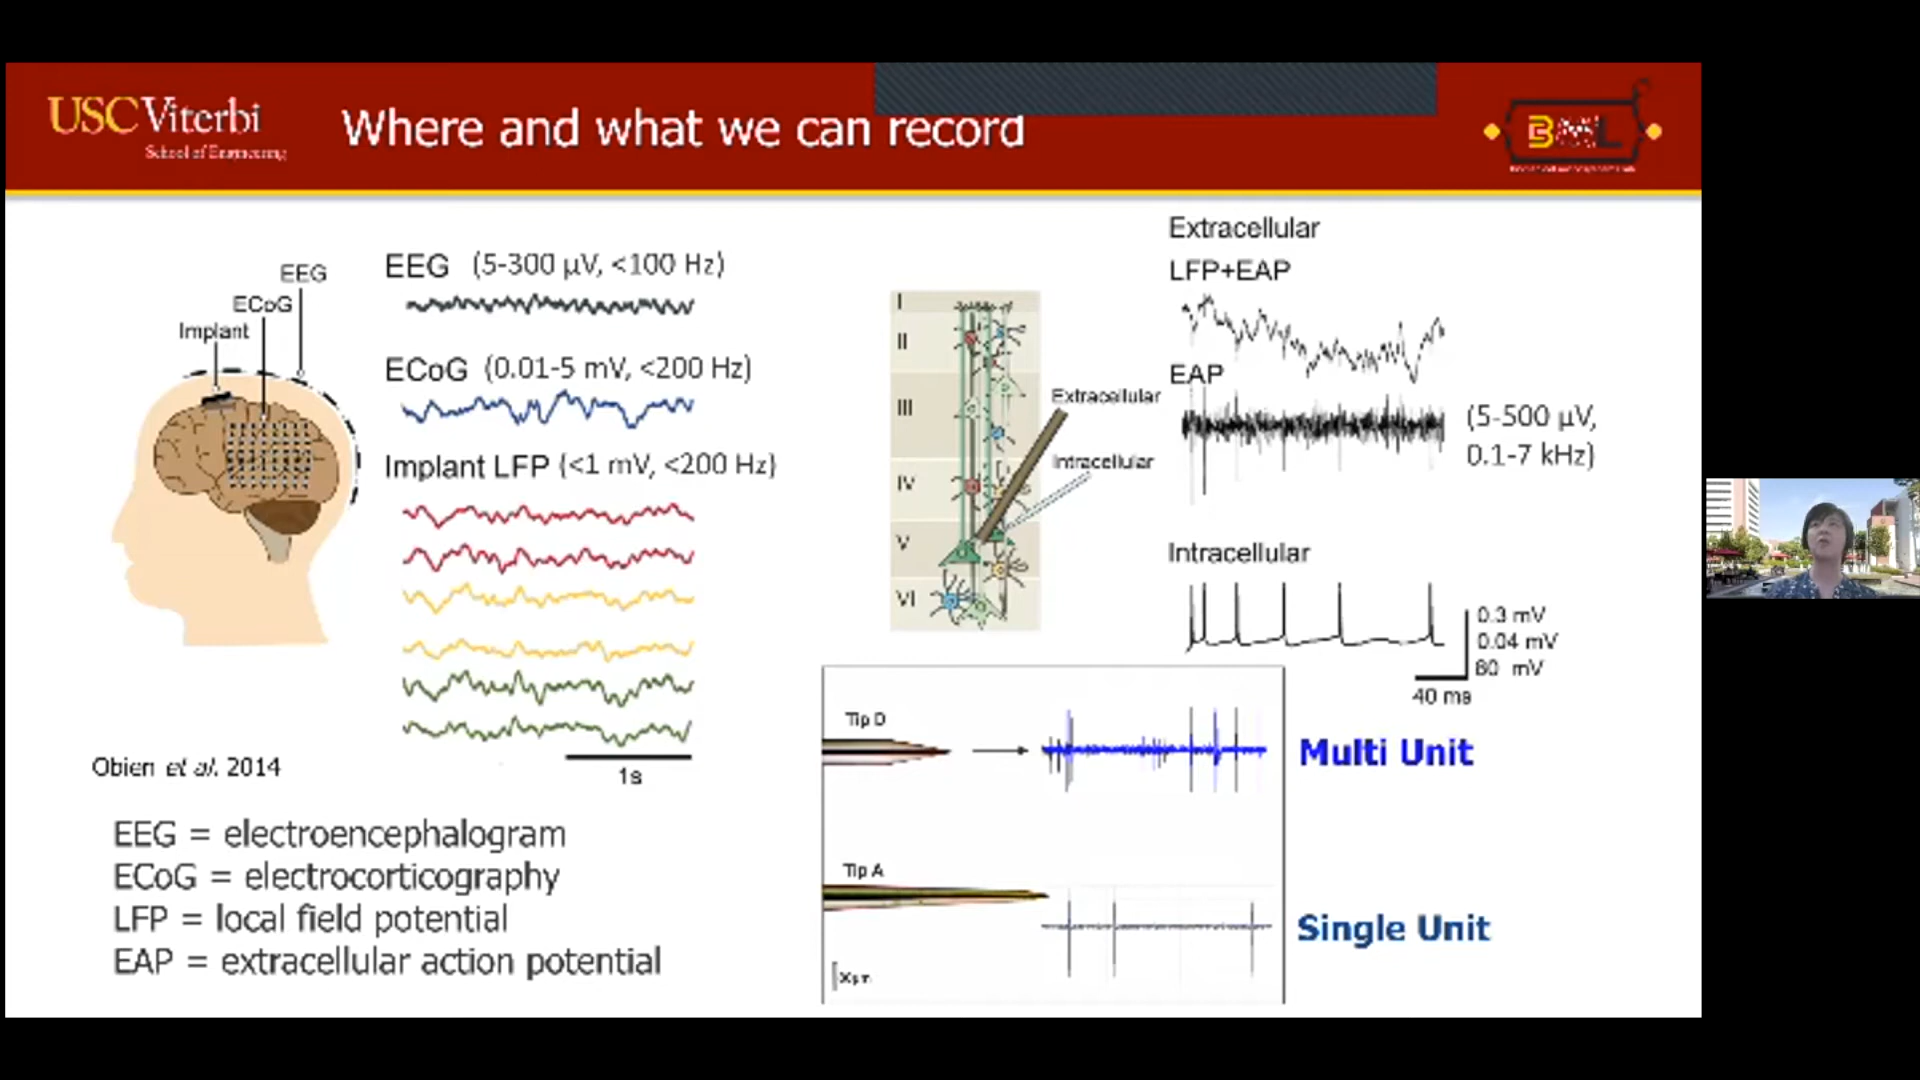 USC Viterbi
School of Engineering
Where and what we can record
EEG
ECoG
Implant
EEG (5-300 µV, <100 Hz)
ECoG (0.01-5 mV, <200 Hz)
Implant LFP (<1 mV, <200 Hz)
1s
Obien et al. 2014
EEG = electroencephalogram
ECoG = electrocorticography
LFP = local field potential
EAP = extracellular action potential
I
II
III
IV
V
VI
Extracellular
Intracellular
Extracellular
LFP+EAP
EAP
(5-500 µV,
0.1-7 kHz)
Intracellular
0.3 mV
0.04 mV
80 mV
40 ms
Tip D
Multi Unit
Tip A
Single Unit